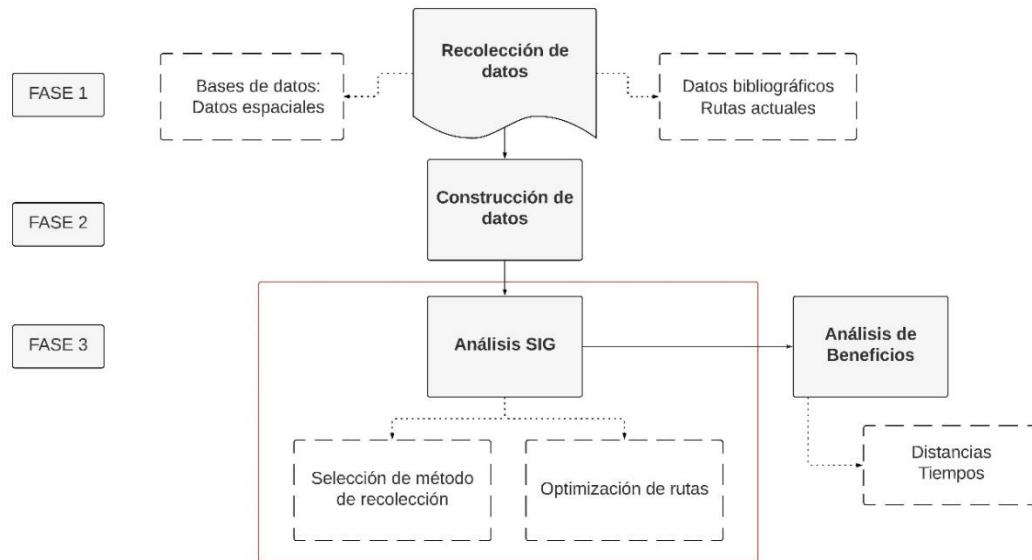 FASE 1
Bases de datos:
Datos espaciales
Recolección de
datos
Datos bibliográficos
Rutas actuales
FASE 2
Construcción de
datos
FASE 3
Análisis SIG
Análisis de
Beneficios
Selección de método
de recolección
Optimización de rutas
Distancias
Tiempos